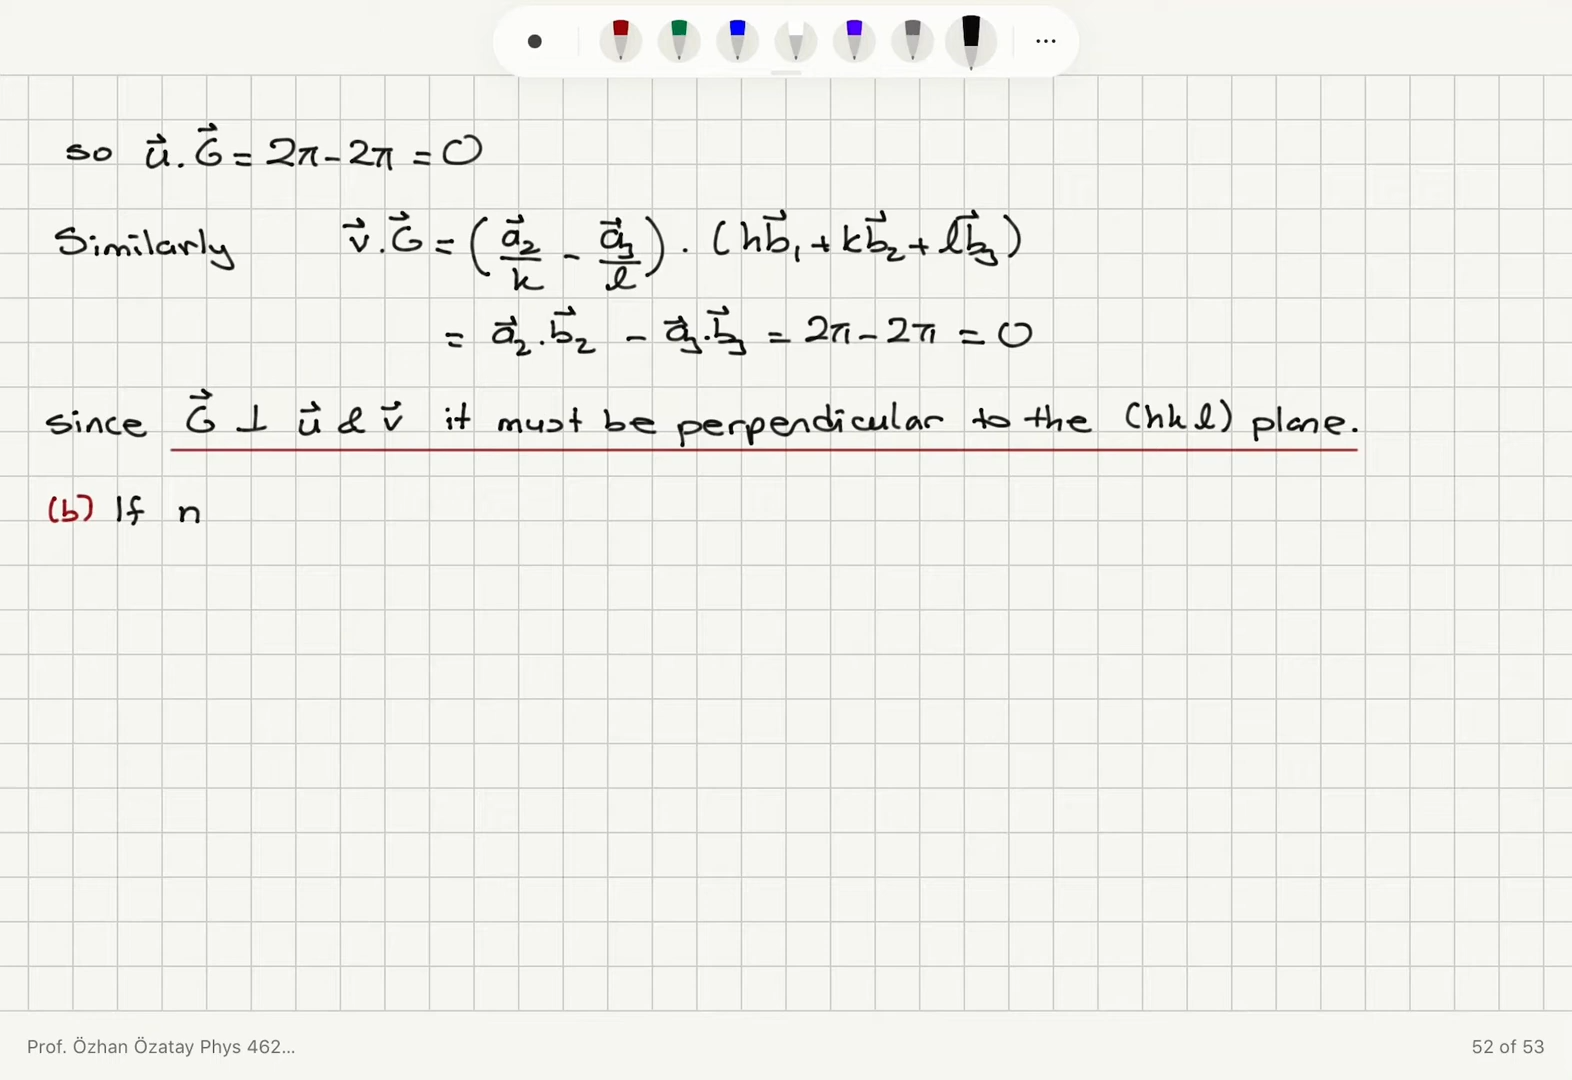 so u⃗.G⃗ = 2π - 2π = 0
Similarly v⃗.G⃗ = (a⃗₂/k - a⃗₃/l) . (hb⃗₁ + kb⃗₂ + lb⃗₃)
= a⃗₂.b⃗₂ - a⃗₃.b⃗₃ = 2π - 2π = 0
since G⃗ ⊥ u⃗ & v⃗ it must be perpendicular to the (hkl) plane.
(b) If n
Prof. Özhan Özatay Phys 462...
52 of 53